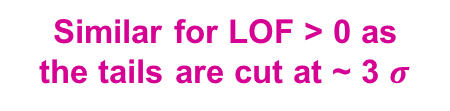 Similar for LOF > 0 as
the tails are cut at ~ 3 σ